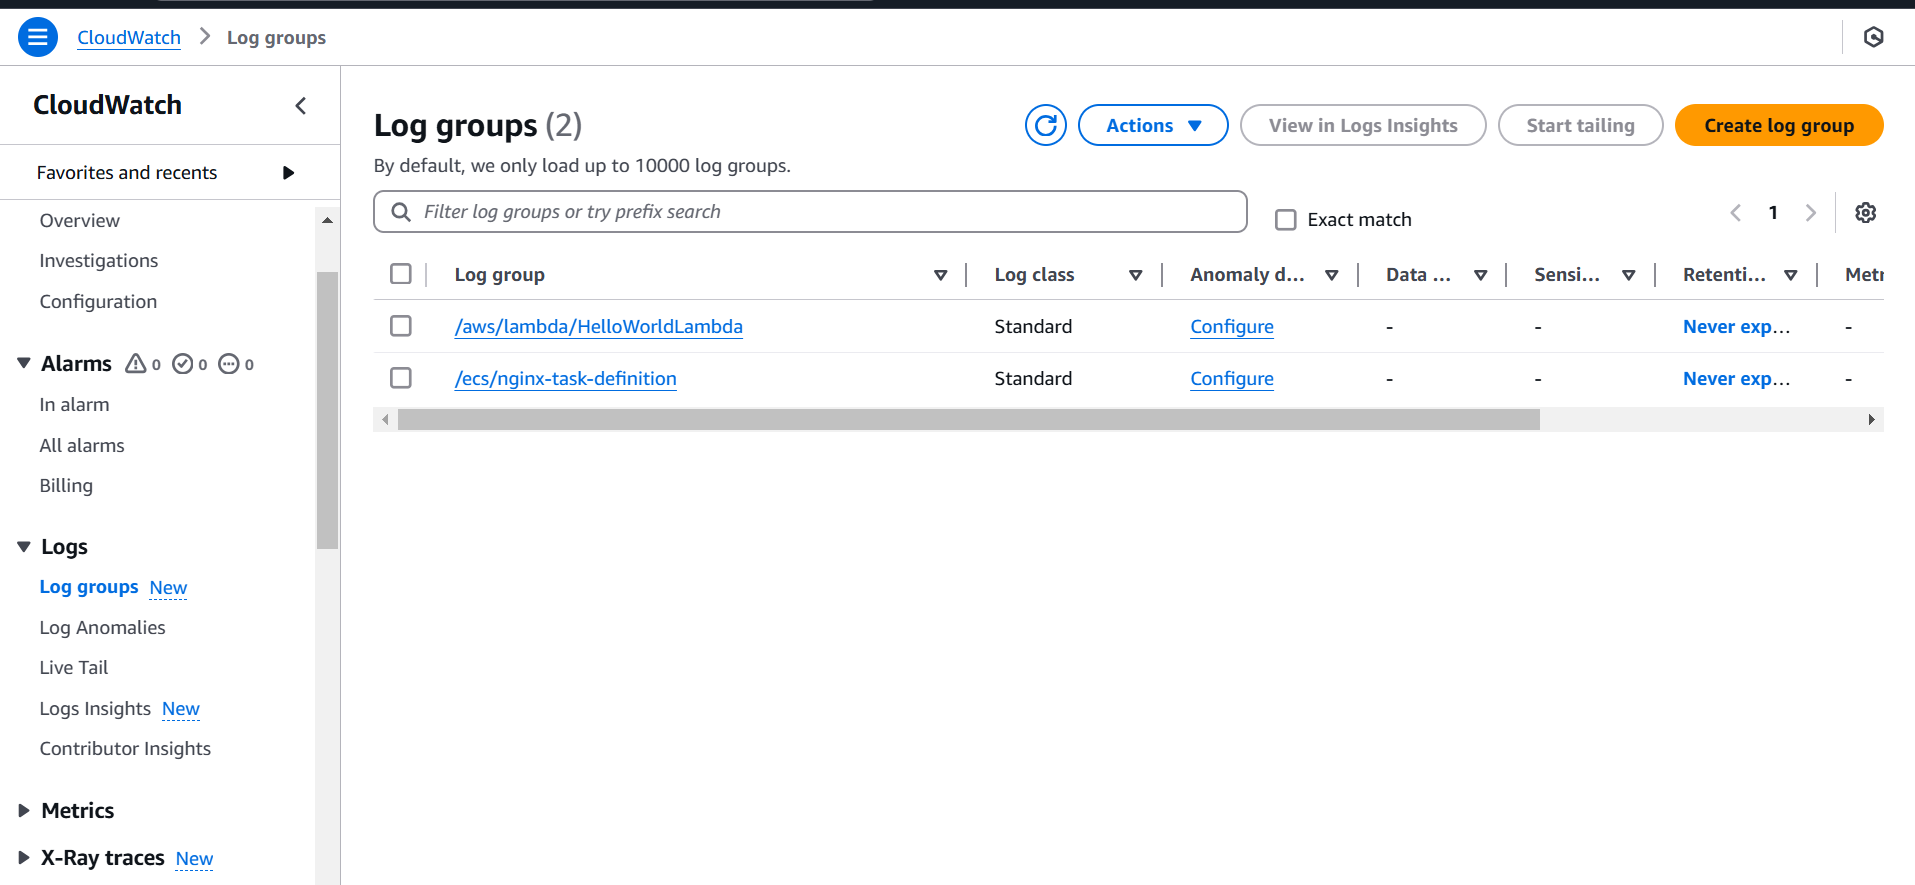 CloudWatch > Log groups
CloudWatch
Favorites and recents
Overview
Investigations
Configuration
Alarms 0 0 0
In alarm
All alarms
Billing
Logs
Log groups New
Log Anomalies
Live Tail
Logs Insights New
Contributor Insights
Metrics
X-Ray traces New
Log groups (2)
Actions
View in Logs Insights
Start tailing
Create log group
By default, we only load up to 10000 log groups.
Filter log groups or try prefix search
Exact match
1
Log group Log class Anomaly d... Data ... Sensi... Retenti... Metr
/aws/lambda/HelloWorldLambda Standard Configure - - Never exp... -
/ecs/nginx-task-definition Standard Configure - - Never exp... -